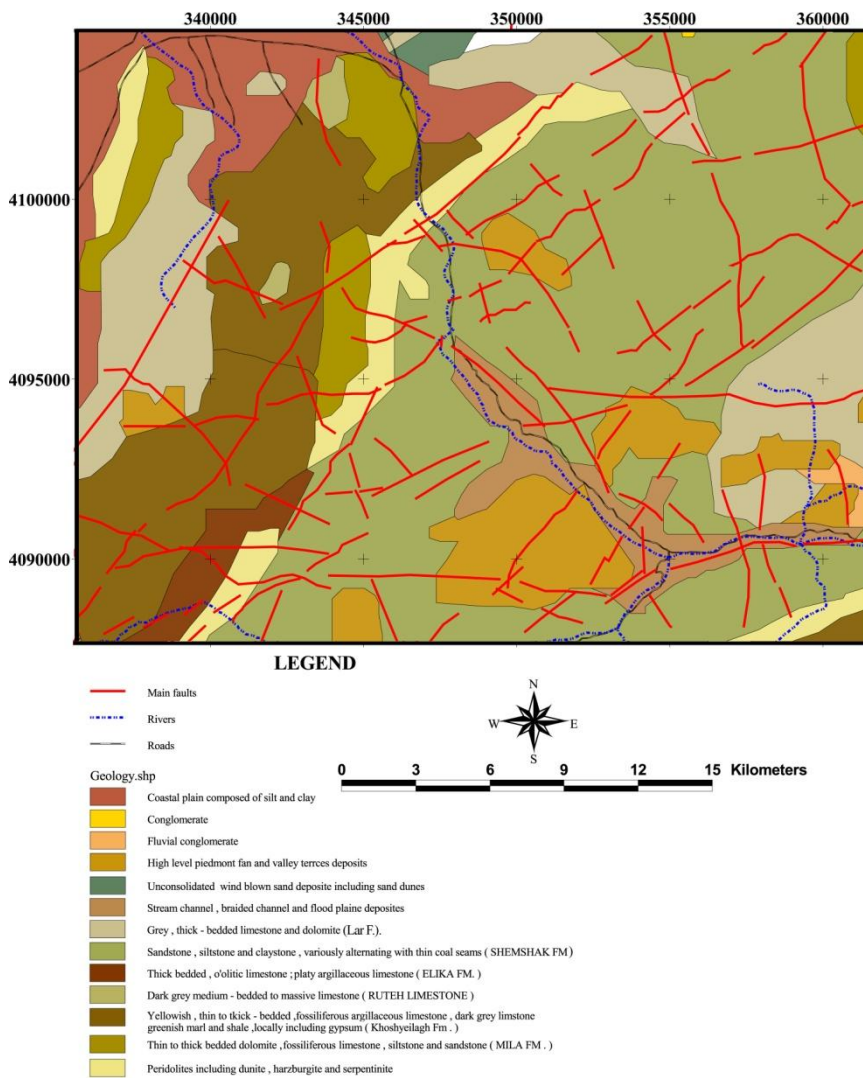 340000 345000 350000 355000 360000
4100000
4095000
4090000
LEGEND
Main faults
Rivers
Roads
N
W E
S
0 3 6 9 12 15 Kilometers
Geology.shp
Coastal plain composed of silt and clay
Conglomerate
Fluvial conglomerate
High level piedmont fan and valley terrces deposits
Unconsolidated wind blown sand deposite including sand dunes
Stream channel , braided channel and flood plaine deposites
Grey , thick - bedded limestone and dolomite (Lar F.).
Sandstone , siltstone and claystone , variously alternating with thin coal seams ( SHEMSHAK FM )
Thick bedded , o'olitic limestone ; platy argillaceous limestone ( ELIKA FM. )
Dark grey medium - bedded to massive limestone ( RUTEH LIMESTONE )
Yellowish , thin to tkick - bedded ,fossiliferous argillaceous limestone , dark grey limstone
greenish marl and shale ,locally including gypsum ( Khoshyeilagh Fm . )
Thin to thick bedded dolomite , fossiliferous limestone , siltstone and sandstone ( MILA FM . )
Peridolites including dunite , harzburgite and serpentinite